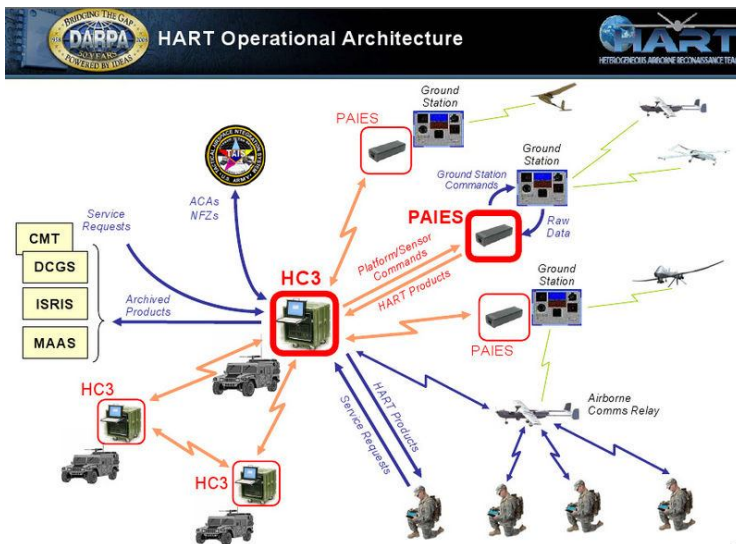 BRIDGING THE GAP
DARPA
50 YEARS
POWERED BY IDEAS
HART Operational Architecture
HART
HETEROGENEOUS AIRBORNE RECONNAISSANCE TEAM
Ground
Station
PAIES
Ground
Station
TAIS
ACAs
NFZs
Ground Station
Commands
PAIES
Raw
Data
Service
Requests
CMT
DCGS
ISRIS
MAAS
Archived
Products
HC3
Platform/Sensor
Commands
HART Products
Ground
Station
PAIES
HC3
HC3
HART Products
Service Requests
Airborne
Comms Relay